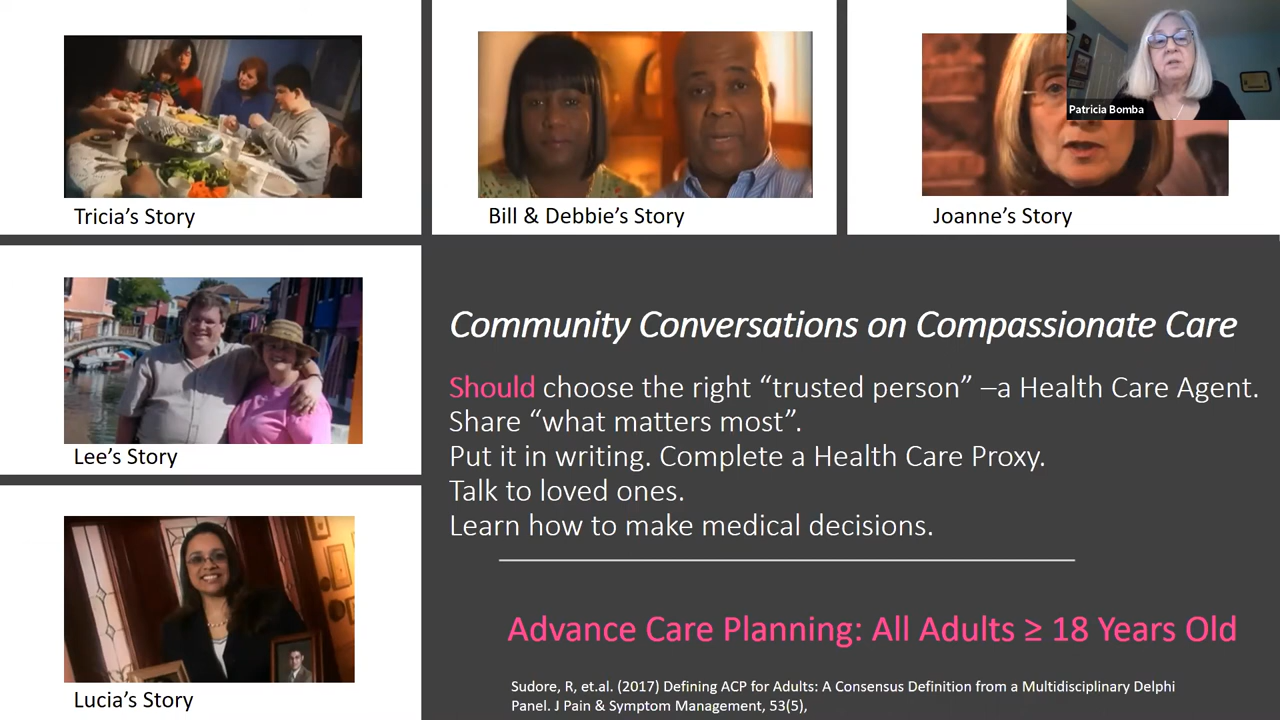 Patricia Bomba
Tricia's Story
Bill & Debbie's Story
Joanne's Story
Lee's Story
Lucia's Story
Community Conversations on Compassionate Care
Should choose the right “trusted person” –a Health Care Agent.
Share “what matters most”.
Put it in writing. Complete a Health Care Proxy.
Talk to loved ones.
Learn how to make medical decisions.
Advance Care Planning: All Adults ≥ 18 Years Old
Sudore, R, et.al. (2017) Defining ACP for Adults: A Consensus Definition from a Multidisciplinary Delphi
Panel. J Pain & Symptom Management, 53(5),